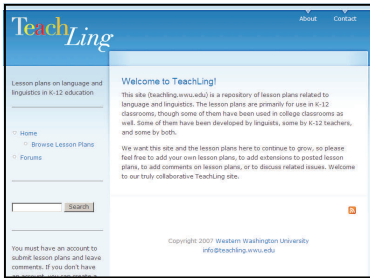 About Contact
TeachLing
Lesson plans on language and
linguistics in K-12 education
Home
Browse Lesson Plans
Forums
Search
You must have an account to
submit lesson plans and leave
comments. If you don't have
Welcome to TeachLing!
This site (teachling.wwu.edu) is a repository of lesson plans related to
language and linguistics. The lesson plans are primarily for use in K-12
classrooms, though some of them have been used in college classrooms as
well. Some of them have been developed by linguists, some by K-12 teachers,
and some by both.
We want this site and the lesson plans here to continue to grow, so please
feel free to add your own lesson plans, to add extensions to posted lesson
plans, to add comments on lesson plans, or to discuss related issues. Welcome
to our truly collaborative TeachLing site.
Copyright 2007 Western Washington University
info@teachling.wwu.edu